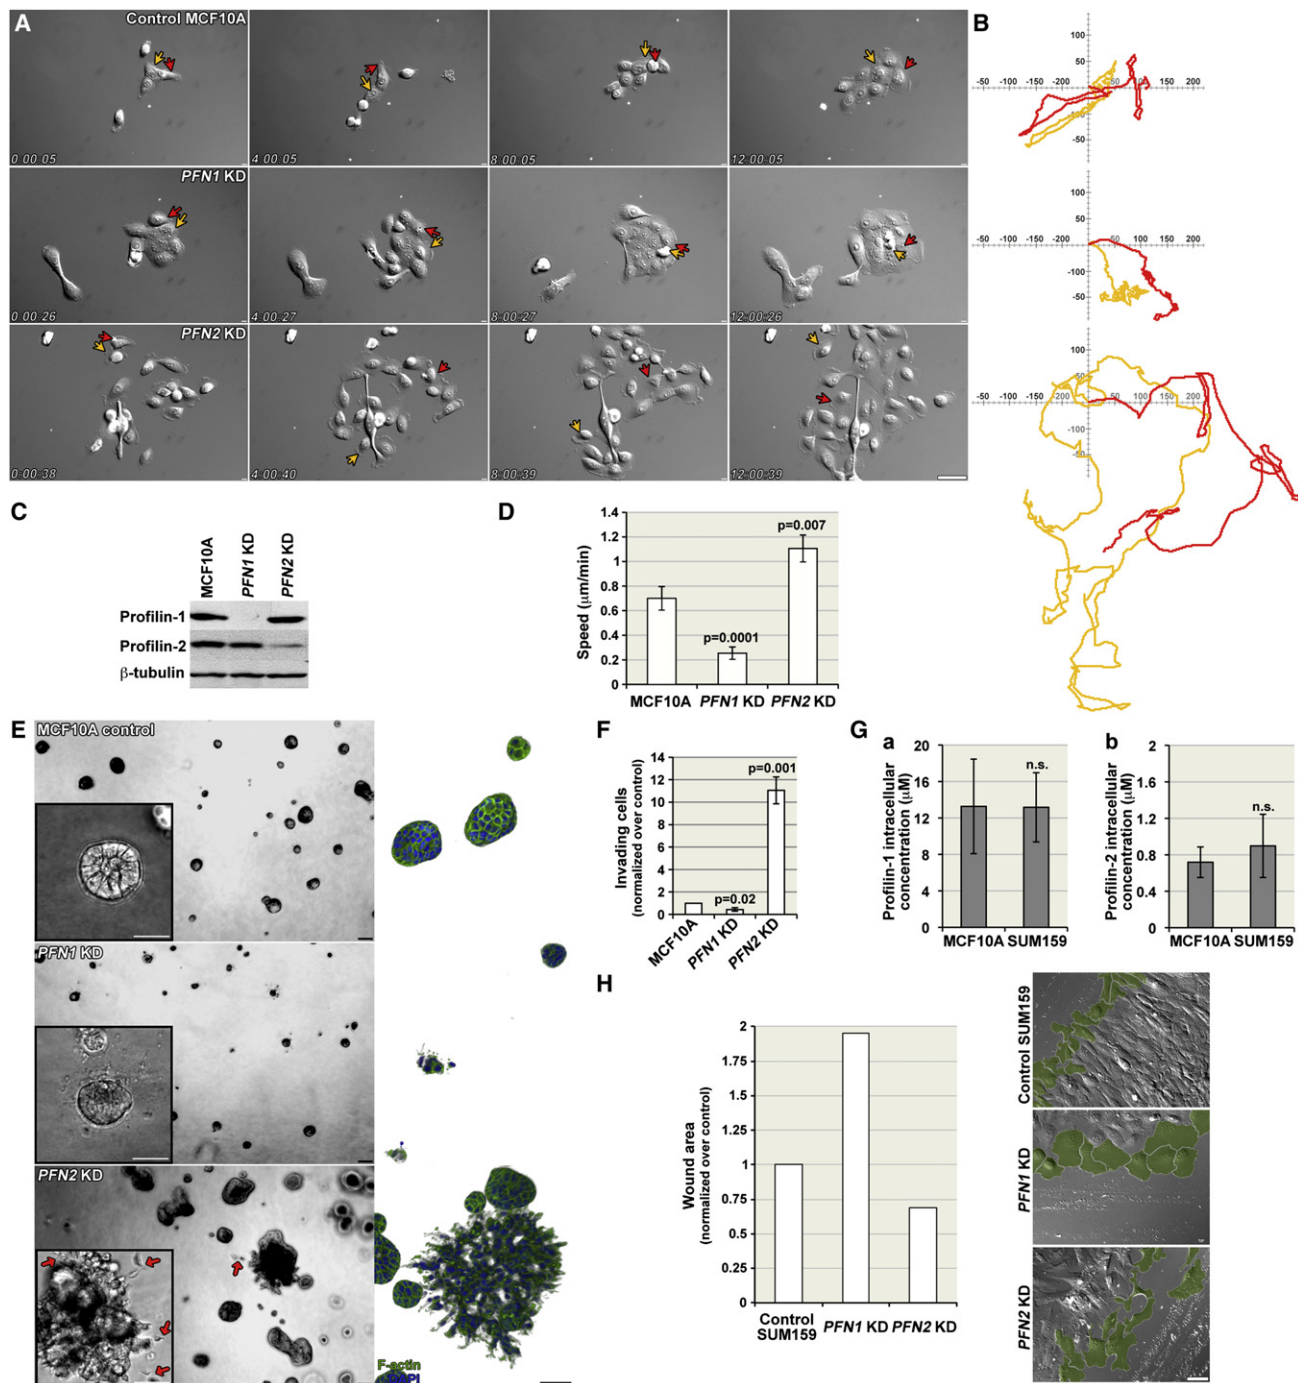 A
Control MCF10A
0:00:05
4:00:05
8:00:05
12:00:05
PFN1 KD
0:00:26
4:00:27
8:00:27
12:00:26
PFN2 KD
0:00:38
4:00:40
8:00:39
12:00:39
B
100
50
-50
-50 50 100 150 200
-50
100
50
-50 50 100 150 200
-100
-50
100
50
-200 -150 -100 -50 50 100 150 200
-100
-50
C
MCF10A
PFN1 KD
PFN2 KD
Profilin-1
Profilin-2
β-tubulin
D
Speed (μm/min)
1.4
1.2
1
0.8
0.6
0.4
0.2
0
p=0.0001
p=0.007
MCF10A PFN1 KD PFN2 KD
E
MCF10A control
PFN1 KD
PFN2 KD
F-actin
DAPI
F
Invading cells
(normalized over control)
14
12
10
8
6
4
2
0
p=0.02
p=0.001
MCF10A
PFN1 KD
PFN2 KD
G
a
Profilin-1 intracellular
concentration (μM)
20
16
12
8
4
0
n.s.
MCF10A SUM159
b
Profilin-2 intracellular
concentration (μM)
2
1.6
1.2
0.8
0.4
0
n.s.
MCF10A SUM159
H
Wound area
(normalized over control)
2
1.75
1.5
1.25
1
0.75
0.5
0.25
0
Control
SUM159
PFN1 KD
PFN2 KD
Control SUM159
PFN1 KD
PFN2 KD